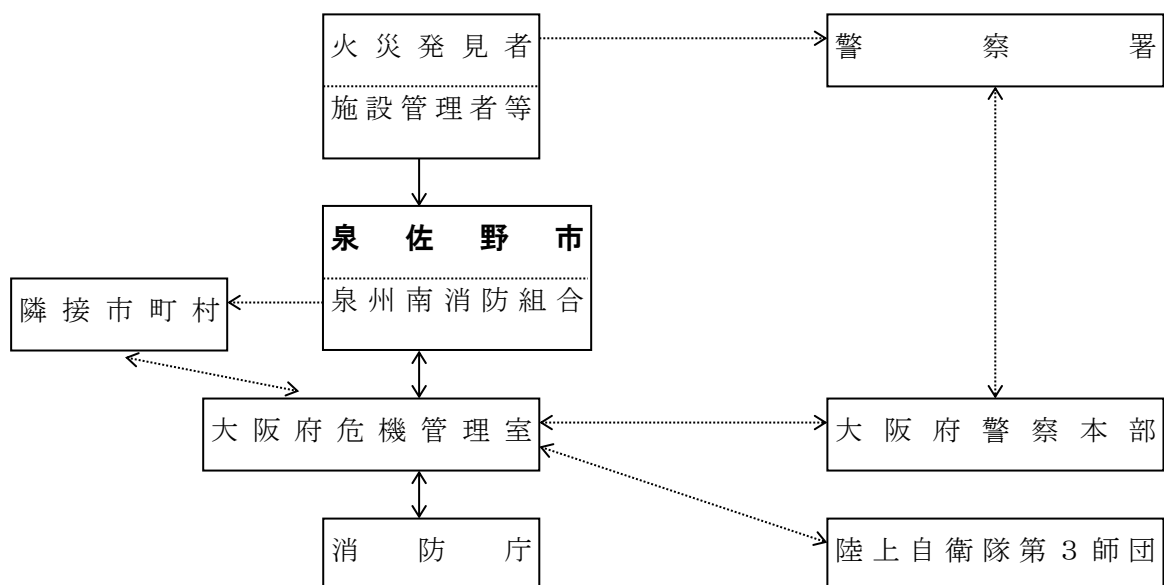 火災発見者
警察署
施設管理者等
泉佐野市
泉州南消防組合
隣接市町村
大阪府危機管理室
大阪府警察本部
消防庁
陸上自衛隊第３師団